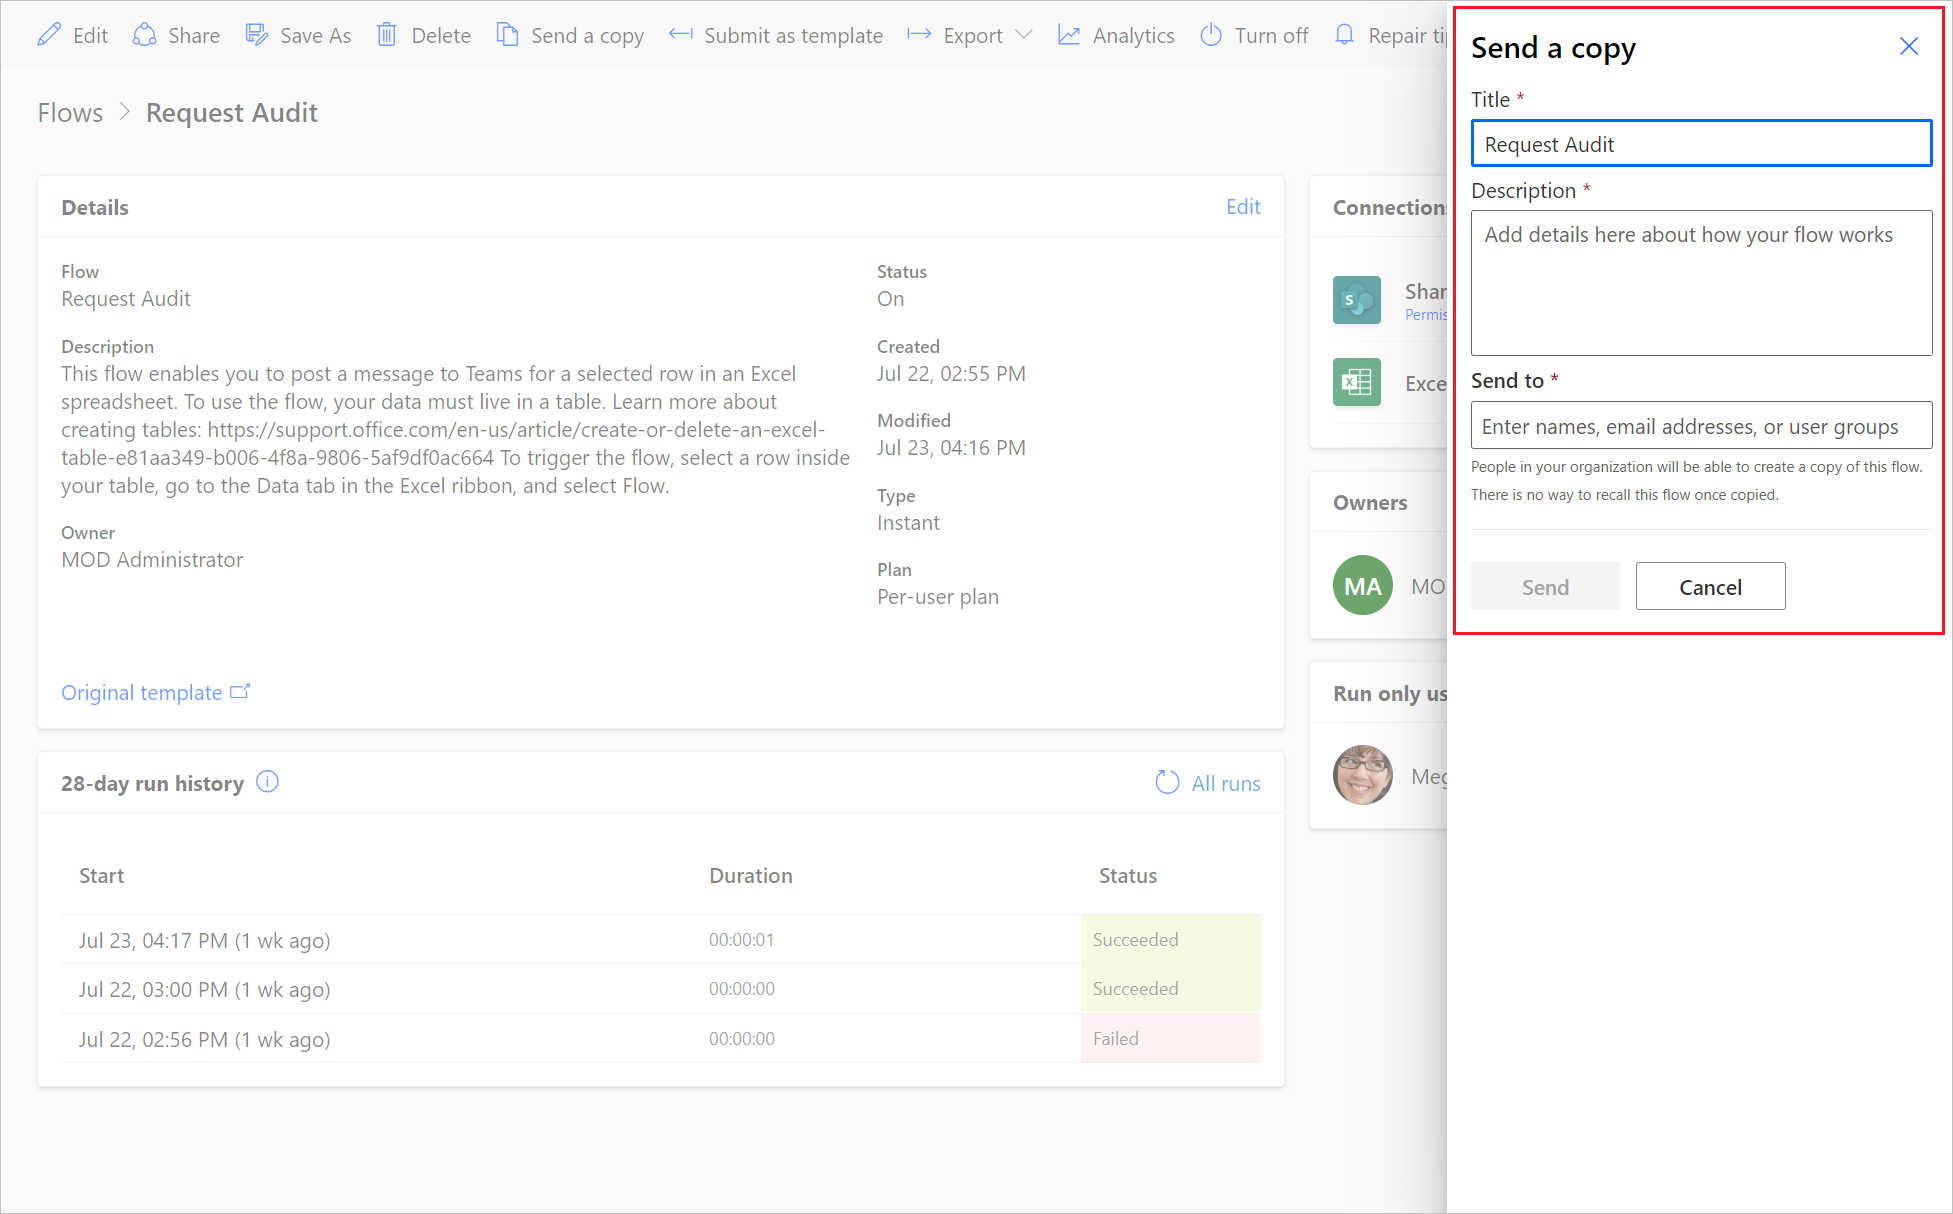 Edit Share Save As Delete Send a copy Submit as template Export Analytics Turn off Repair
Flows > Request Audit
Details Edit
Flow
Request Audit
Description
This flow enables you to post a message to Teams for a selected row in an Excel
spreadsheet. To use the flow, your data must live in a table. Learn more about
creating tables: https://support.office.com/en-us/article/create-or-delete-an-excel-
table-e81aa349-b006-4f8a-9806-5af9df0ac664 To trigger the flow, select a row inside
your table, go to the Data tab in the Excel ribbon, and select Flow.
Owner
MOD Administrator
Status
On
Created
Jul 22, 02:55 PM
Modified
Jul 23, 04:16 PM
Type
Instant
Plan
Per-user plan
Original template
28-day run history All runs
Start Duration Status
Jul 23, 04:17 PM (1 wk ago) 00:00:01 Succeeded
Jul 22, 03:00 PM (1 wk ago) 00:00:00 Succeeded
Jul 22, 02:56 PM (1 wk ago) 00:00:00 Failed
Connections
Shar
Permis
Exce
Owners
MA MO
Run only us
Meg
Send a copy
Title *
Request Audit
Description *
Add details here about how your flow works
Send to *
Enter names, email addresses, or user groups
People in your organization will be able to create a copy of this flow.
There is no way to recall this flow once copied.
Send Cancel